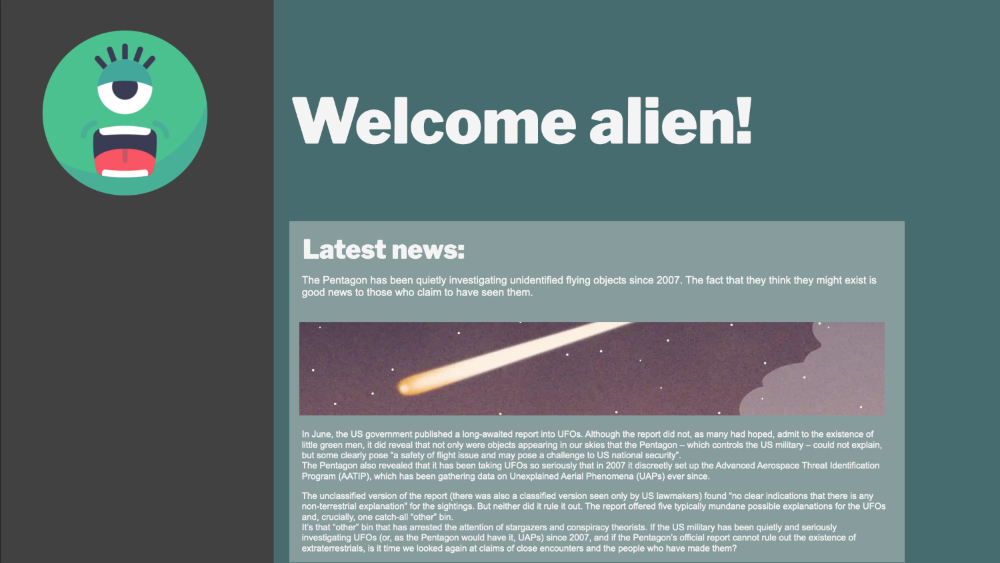 Welcome alien!
Latest news:
The Pentagon has been quietly investigating unidentified flying objects since 2007. The fact that they think they might exist is
good news to those who claim to have seen them.
In June, the US government published a long-awaited report into UFOs. Although the report did not, as many had hoped, admit to the existence of
little green men, it did reveal that not only were objects appearing in our skies that the Pentagon – which controls the US military – could not explain,
but some clearly pose “a safety of flight issue and may pose a challenge to US national security”.
The Pentagon also revealed that it has been taking UFOs so seriously that in 2007 it discreetly set up the Advanced Aerospace Threat Identification
Program (AATIP), which has been gathering data on Unexplained Aerial Phenomena (UAPs) ever since.
The unclassified version of the report (there was also a classified version seen only by US lawmakers) found “no clear indications that there is any
non-terrestrial explanation” for the sightings. But neither did it rule it out. The report offered five typically mundane possible explanations for the UFOs
and, crucially, one catch-all “other” bin.
It's that “other” bin that has arrested the attention of stargazers and conspiracy theorists. If the US military has been quietly and seriously
investigating UFOs (or, as the Pentagon would have it, UAPs) since 2007, and if the Pentagon's official report cannot rule out the existence of
extraterrestrials, is it time we looked again at claims of close encounters and the people who have made them?